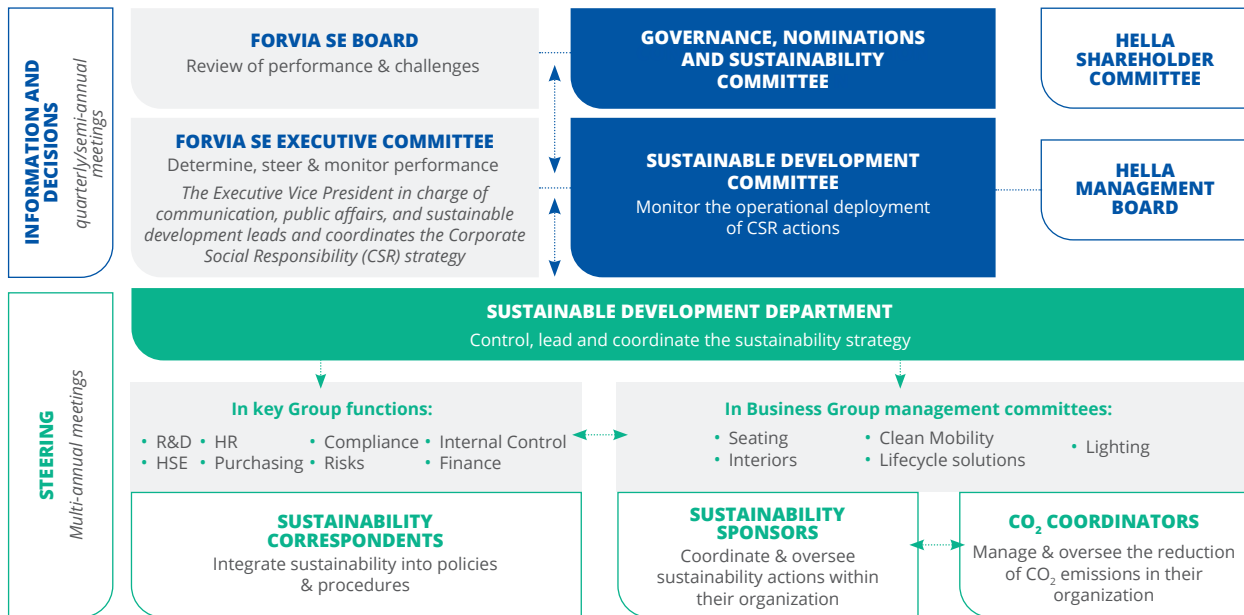 INFORMATION AND
DECISIONS
quarterly/semi-annual
meetings
FORVIA SE BOARD
Review of performance & challenges
GOVERNANCE, NOMINATIONS
AND SUSTAINABILITY
COMMITTEE
HELLA
SHAREHOLDER
COMMITTEE
FORVIA SE EXECUTIVE COMMITTEE
Determine, steer & monitor performance
The Executive Vice President in charge of
communication, public affairs, and sustainable
development leads and coordinates the Corporate
Social Responsibility (CSR) strategy
SUSTAINABLE DEVELOPMENT
COMMITTEE
Monitor the operational deployment
of CSR actions
HELLA
MANAGEMENT
BOARD
STEERING
Multi-annual meetings
SUSTAINABLE DEVELOPMENT DEPARTMENT
Control, lead and coordinate the sustainability strategy
In key Group functions:
• R&D • HR • Compliance • Internal Control
• HSE • Purchasing • Risks • Finance
In Business Group management committees:
• Seating • Clean Mobility • Lighting
• Interiors • Lifecycle solutions
SUSTAINABILITY
CORRESPONDENTS
Integrate sustainability into policies
& procedures
SUSTAINABILITY
SPONSORS
Coordinate & oversee
sustainability actions within
their organization
CO₂ COORDINATORS
Manage & oversee the reduction
of CO₂ emissions in their
organization